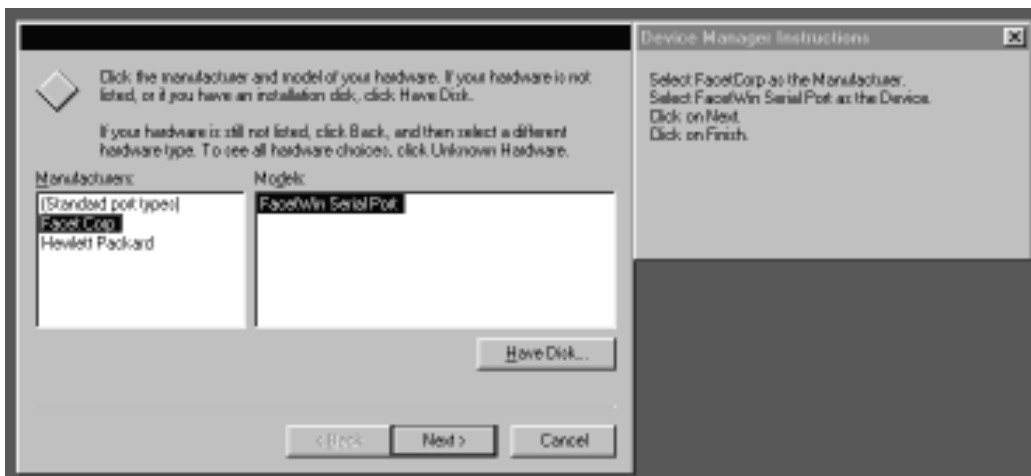 Click the manufacturer and model of your hardware. If your hardware is not
listed, or if you have an installation disk, click Have Disk.
If your hardware is still not listed, click Back, and then select a different
hardware type. To see all hardware choices, click Unknown Hardware.
Manufacturers:
Models:
(Standard port types)
Facet Corp
Hewlett Packard
FacetWin Serial Port
Have Disk...
< Back
Next >
Cancel
Device Manager Instructions
Select FacetCorp as the Manufacturer.
Select FacetWin Serial Port as the Device.
Click on Next.
Click on Finish.